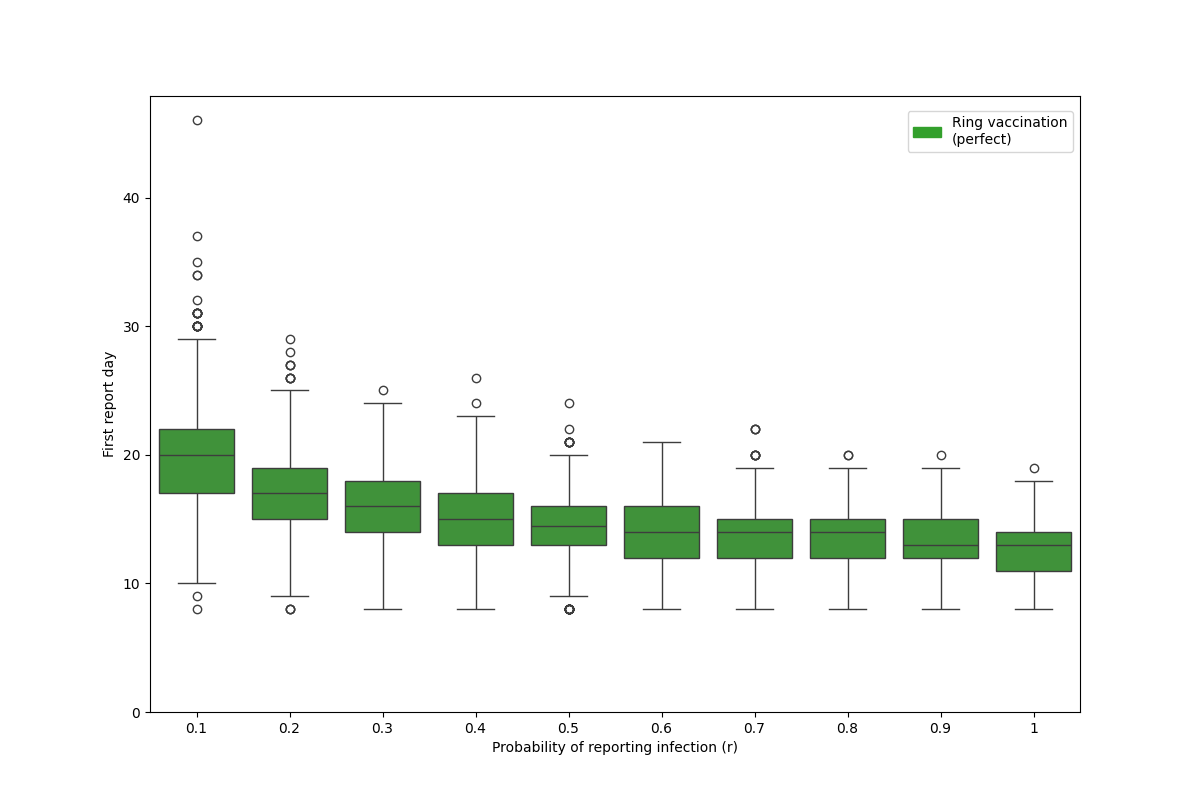 Ring vaccination
(perfect)
40
30
20
10
0
First report day
0.1 0.2 0.3 0.4 0.5 0.6 0.7 0.8 0.9 1
Probability of reporting infection (r)